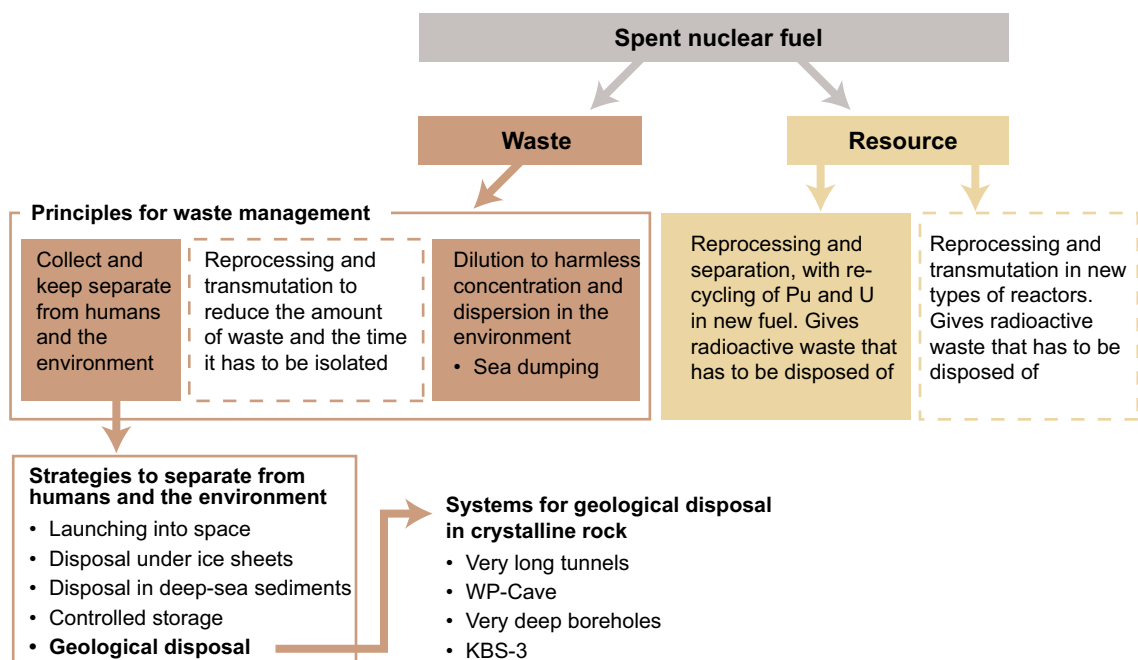 Spent nuclear fuel
Waste
Resource
Principles for waste management
Collect and
keep separate
from humans
and the
environment
Reprocessing and
transmutation to
reduce the amount
of waste and the time
it has to be isolated
Dilution to harmless
concentration and
dispersion in the
environment
• Sea dumping
Reprocessing and
separation, with re-
cycling of Pu and U
in new fuel. Gives
radioactive waste that
has to be disposed of
Reprocessing and
transmutation in new
types of reactors.
Gives radioactive
waste that has to be
disposed of
Strategies to separate from
humans and the environment
• Launching into space
• Disposal under ice sheets
• Disposal in deep-sea sediments
• Controlled storage
• Geological disposal
Systems for geological disposal
in crystalline rock
• Very long tunnels
• WP-Cave
• Very deep boreholes
• KBS-3